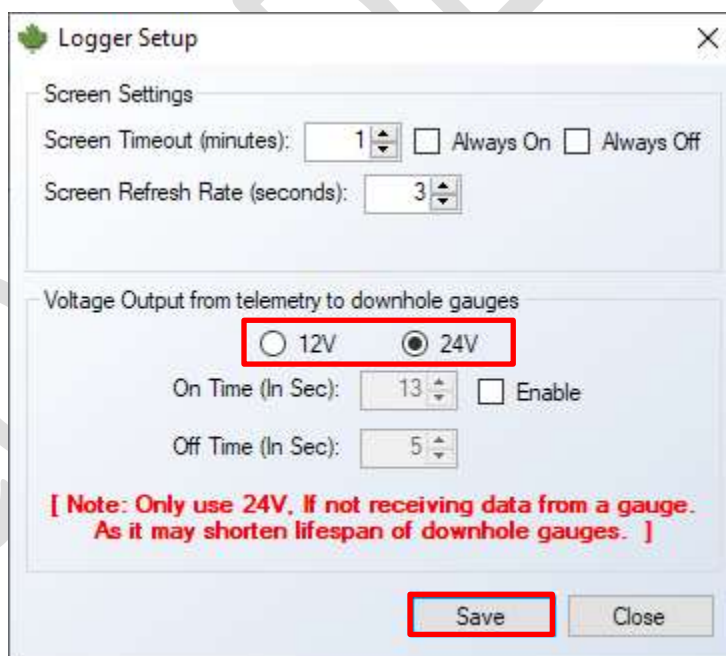 Logger Setup
Screen Settings
Screen Timeout (minutes): 1 Always On Always Off
Screen Refresh Rate (seconds): 3
Voltage Output from telemetry to downhole gauges
12V 24V
On Time (In Sec): 13 Enable
Off Time (In Sec): 5
[ Note: Only use 24V, If not receiving data from a gauge.
As it may shorten lifespan of downhole gauges. ]
Save Close